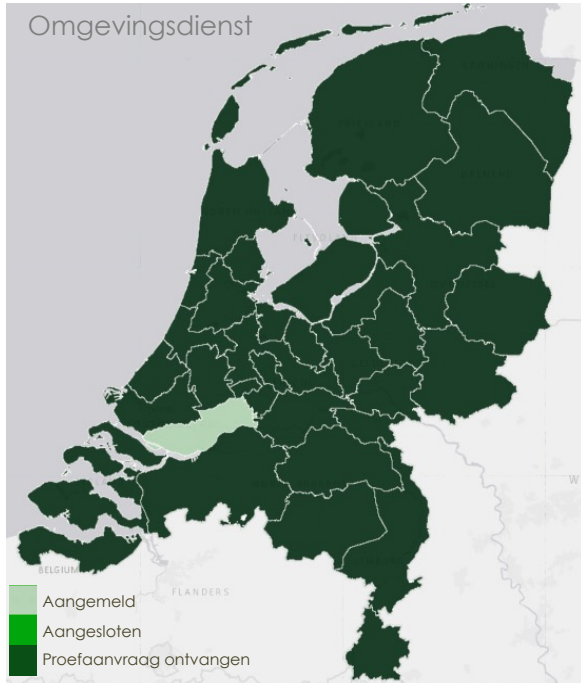 Omgevingsdienst
BELGIUM
FLANDERS
Aangemeld
Aangesloten
Proefaanvraag ontvangen